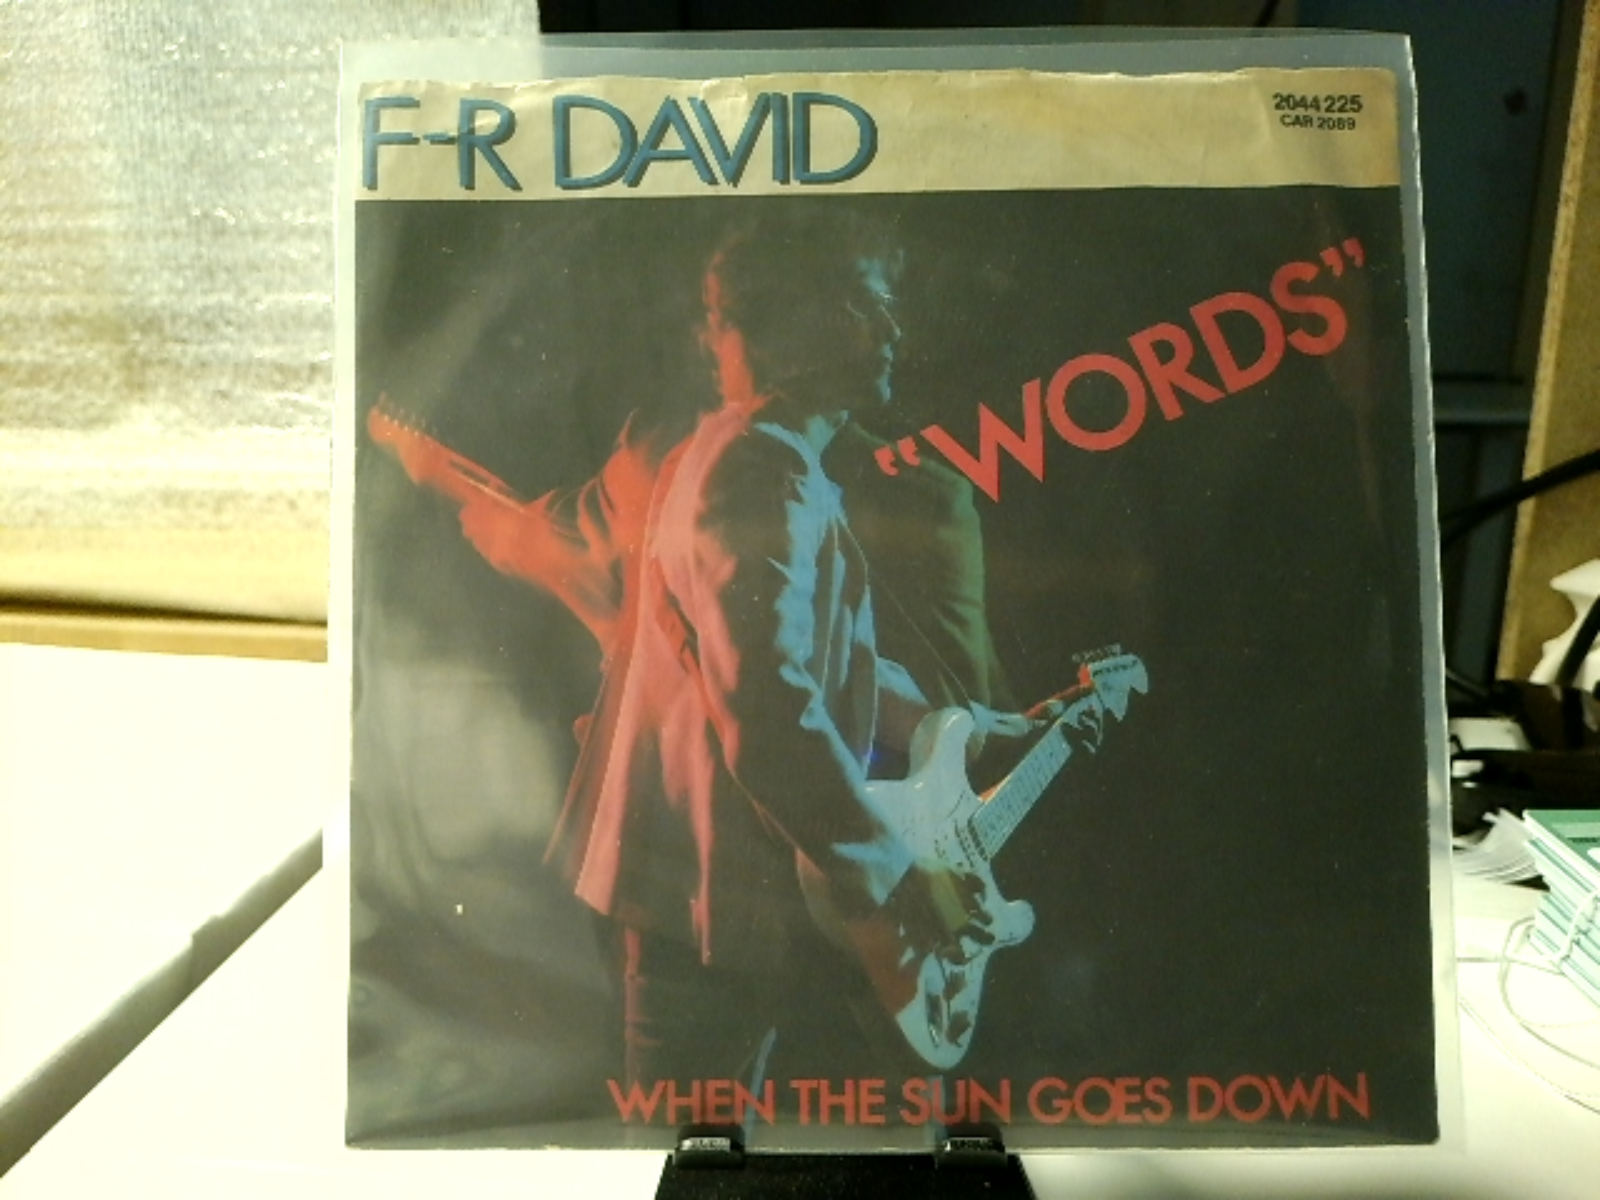 F-R DAVID
2044 225
CAR 2089
"WORDS"
WHEN THE SUN GOES DOWN